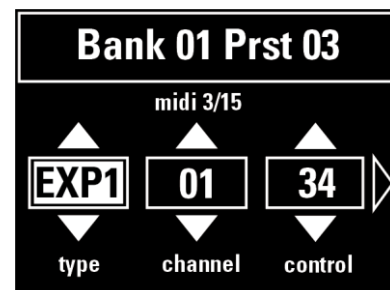 Bank 01 Prst 03
midi 3/15
EXP1 01 34
type channel control